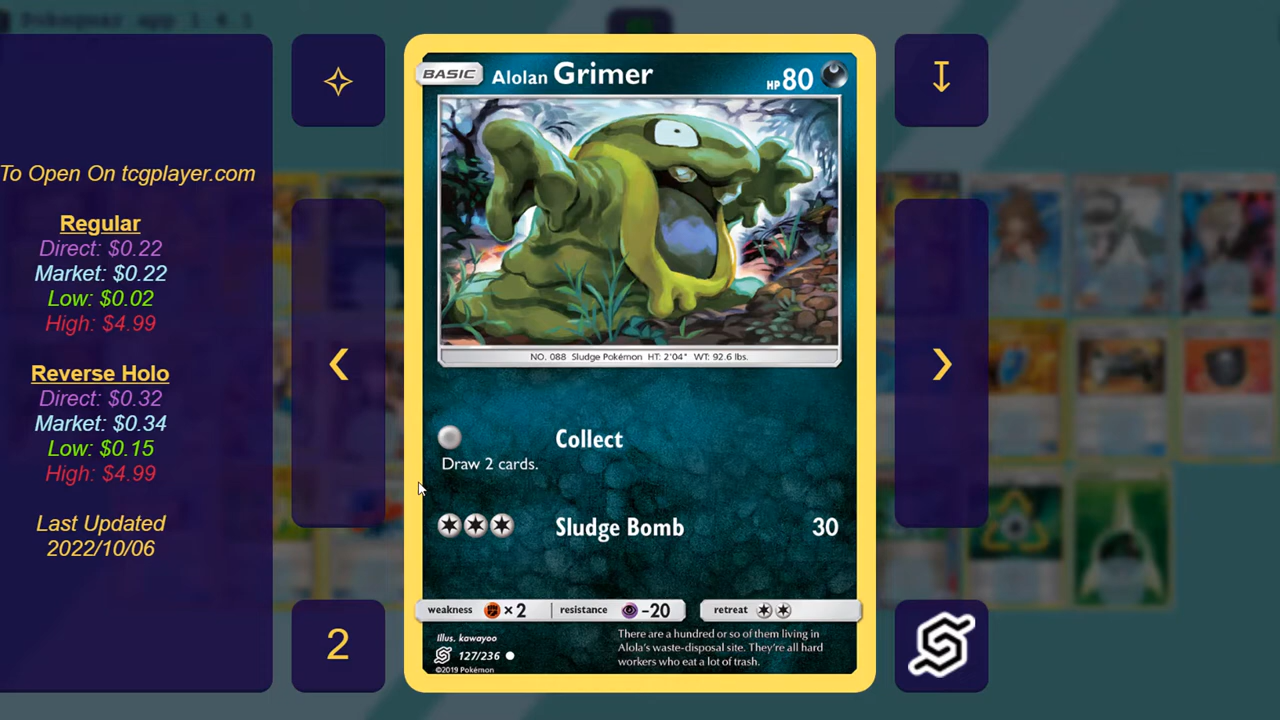 Pokequar app 1.4.1
To Open On tcgplayer.com
Regular
Direct: $0.22
Market: $0.22
Low: $0.02
High: $4.99
Reverse Holo
Direct: $0.32
Market: $0.34
Low: $0.15
High: $4.99
Last Updated
2022/10/06
2
BASIC
Alolan Grimer
HP 80
NO. 088 Sludge Pokémon HT: 2'04" WT: 92.6 lbs.
Collect
Draw 2 cards.
Sludge Bomb 30
weakness ×2 resistance -20 retreat
Illus. kawayoo
127/236
©2019 Pokémon
There are a hundred or so of them living in
Alola's waste-disposal site. They're all hard
workers who eat a lot of trash.